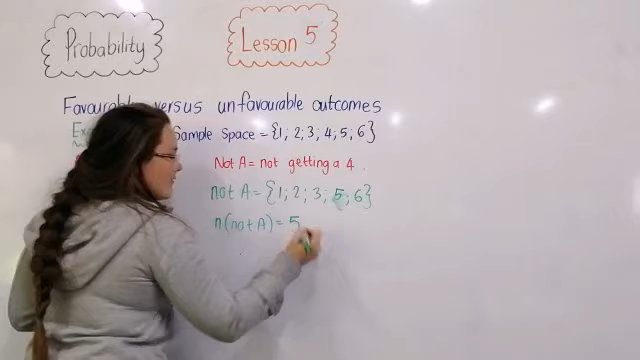 Probability
Lesson 5
versus unfavourable outcomes
Sample Space = {1; 2; 3; 4; 5; 6}
Not A = not getting a 4.
not A = {1; 2; 3; 5; 6}
n(not A) = 5